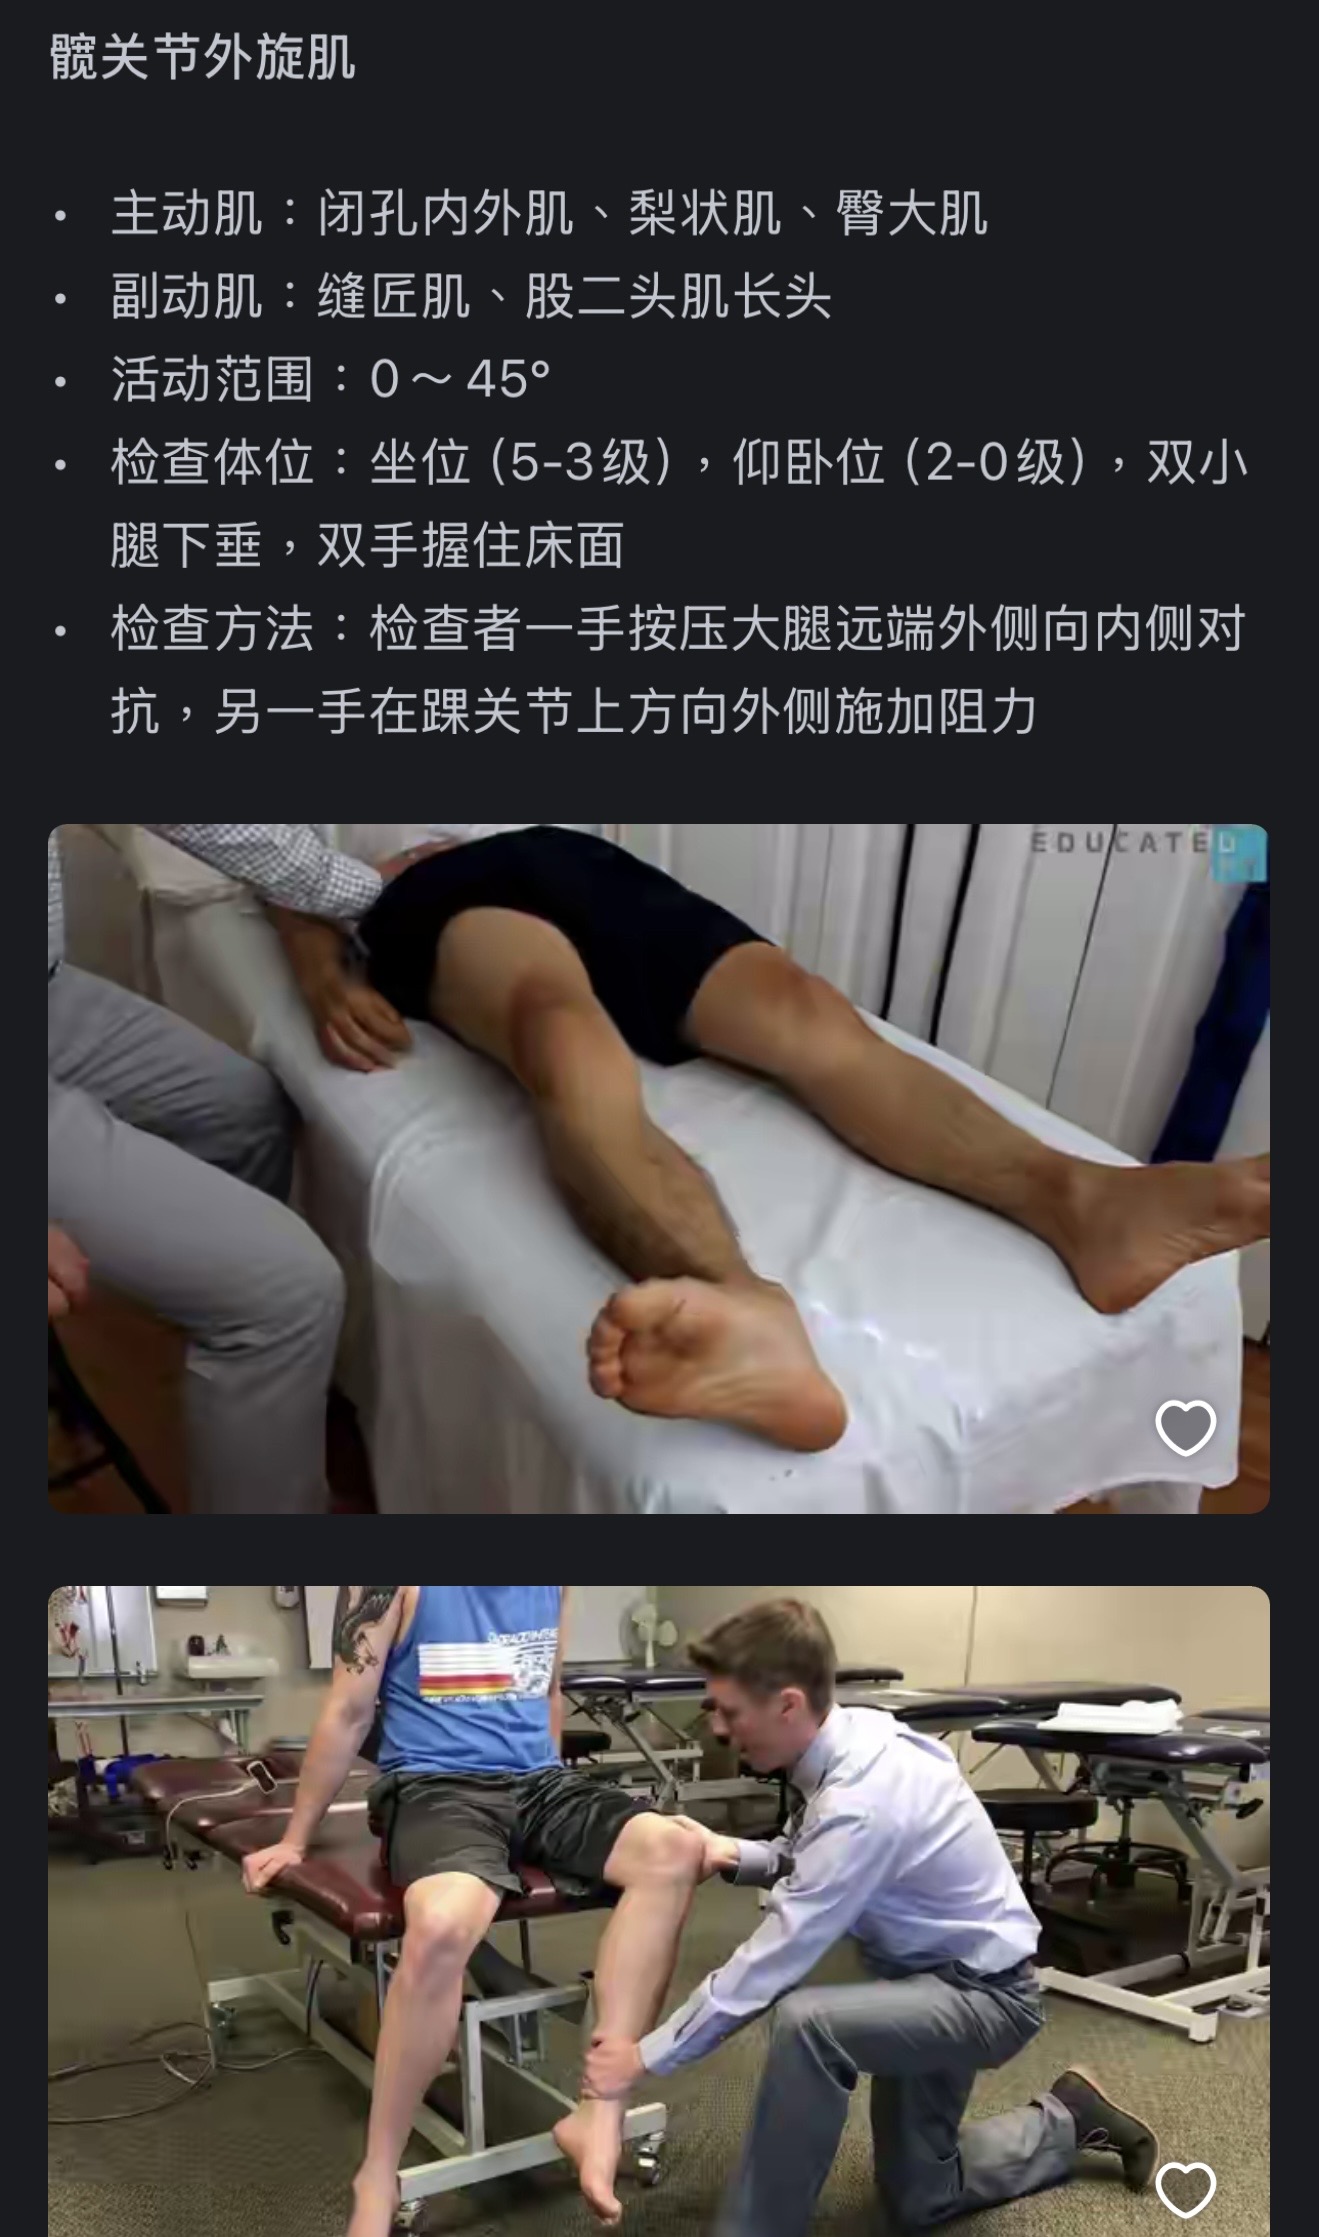 髋关节外旋肌
• 主动肌：闭孔内外肌、梨状肌、臀大肌
• 副动肌：缝匠肌、股二头肌长头
• 活动范围：0～45°
• 检查体位：坐位 (5-3级)，仰卧位 (2-0级)，双小
腿下垂，双手握住床面
• 检查方法：检查者一手按压大腿远端外侧向内侧对
抗，另一手在踝关节上方向外侧施加阻力
EDUCATED